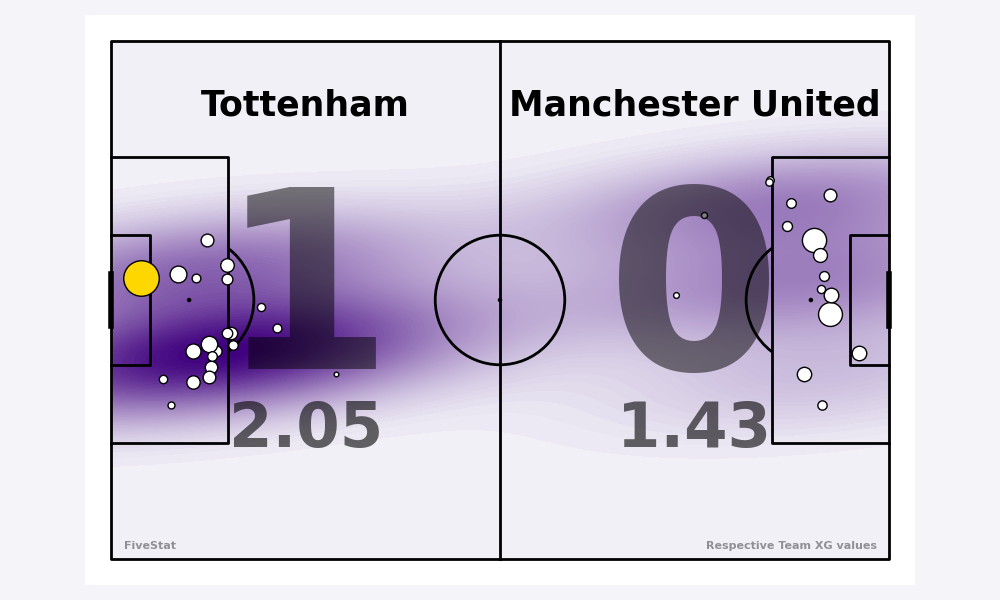 Tottenham
Manchester United
1
0
2.05
1.43
FiveStat
Respective Team XG values